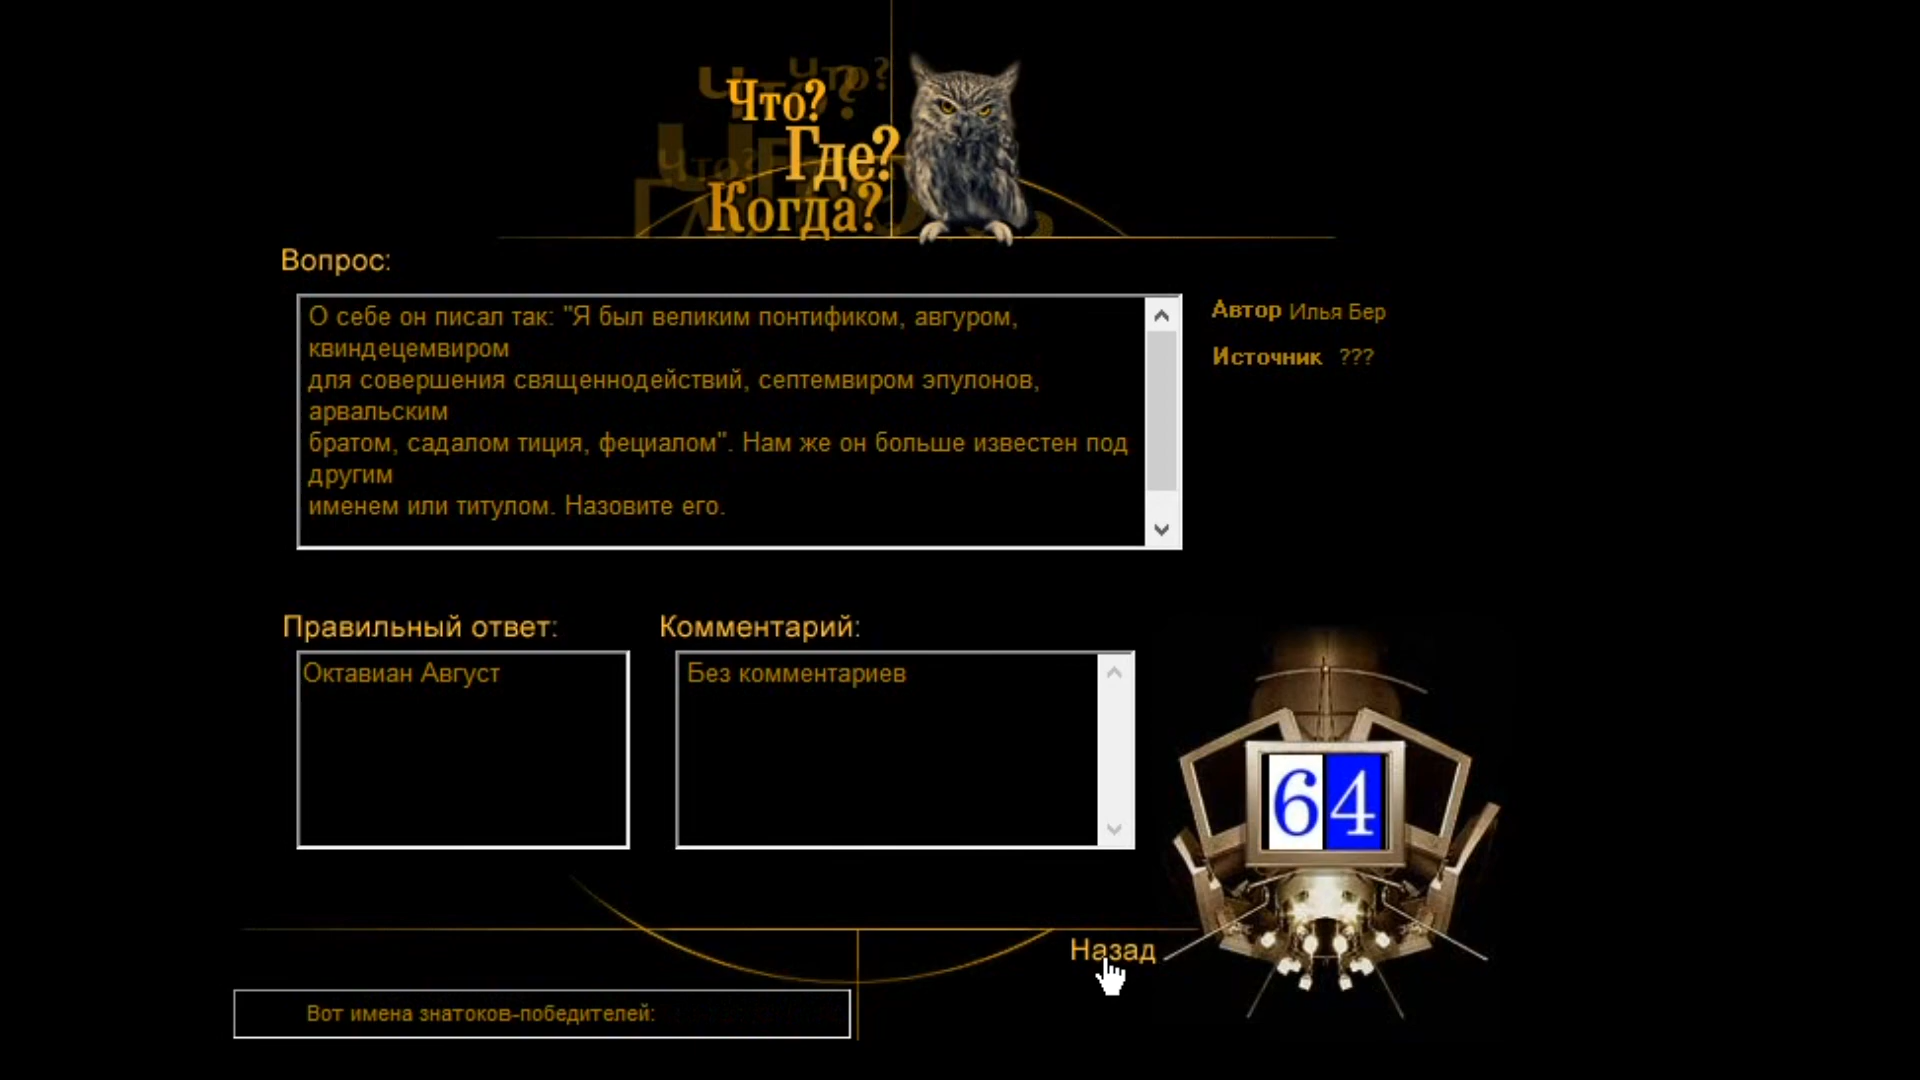 Что?
Где?
Когда?
Вопрос:
О себе он писал так: "Я был великим понтификом, авгуром,
квиндецемвиром
для совершения священнодействий, септемвиром эпулонов,
арвальским
братом, садалом тиция, фециалом". Нам же он больше известен под
другим
именем или титулом. Назовите его.
Автор Илья Бер
Источник ???
Правильный ответ:
Октавиан Август
Комментарий:
Без комментариев
64
Назад
Вот имена знатоков-победителей: